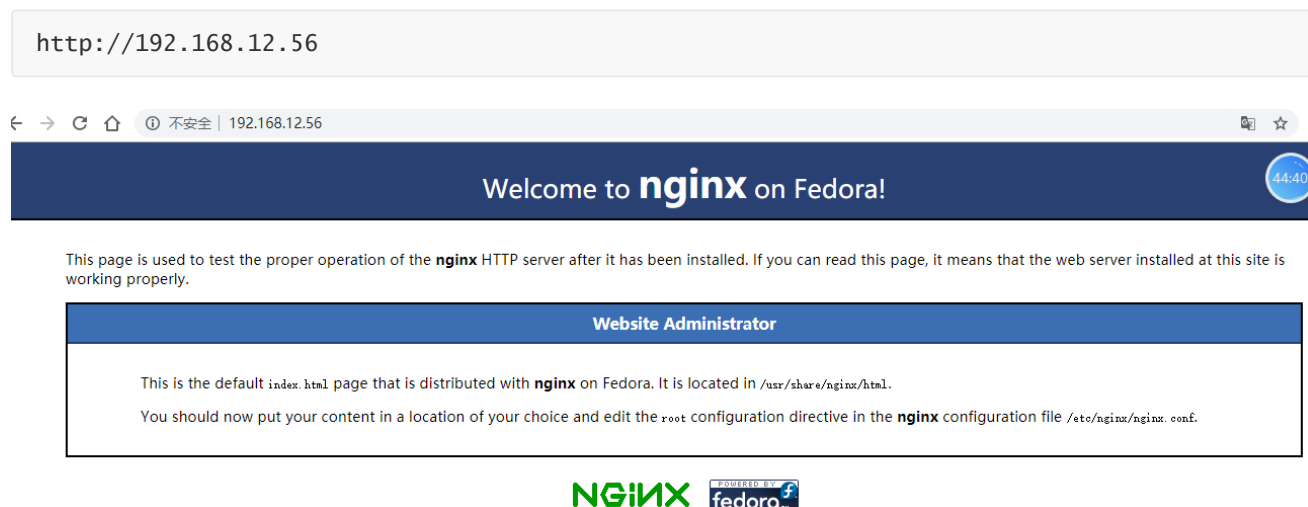 http://192.168.12.56
不安全 | 192.168.12.56
Welcome to nginx on Fedora!
44:40
This page is used to test the proper operation of the nginx HTTP server after it has been installed. If you can read this page, it means that the web server installed at this site is
working properly.
Website Administrator
This is the default index.html page that is distributed with nginx on Fedora. It is located in /usr/share/nginx/html.
You should now put your content in a location of your choice and edit the root configuration directive in the nginx configuration file /etc/nginx/nginx.conf.
NGINX
POWERED BY
fedora